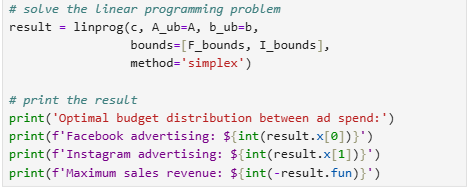 # solve the linear programming problem
result = linprog(c, A_ub=A, b_ub=b,
                 bounds=[F_bounds, I_bounds],
                 method='simplex')

# print the result
print('Optimal budget distribution between ad spend:')
print(f'Facebook advertising: ${int(result.x[0])}')
print(f'Instagram advertising: ${int(result.x[1])}')
print(f'Maximum sales revenue: ${int(-result.fun)}')